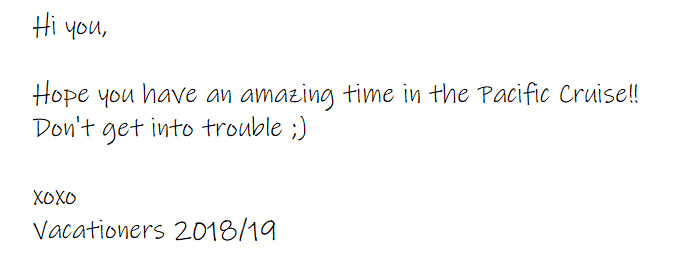 Hi you,
Hope you have an amazing time in the Pacific Cruise!!
Don't get into trouble ;)
xoxo
Vacationers 2018/19